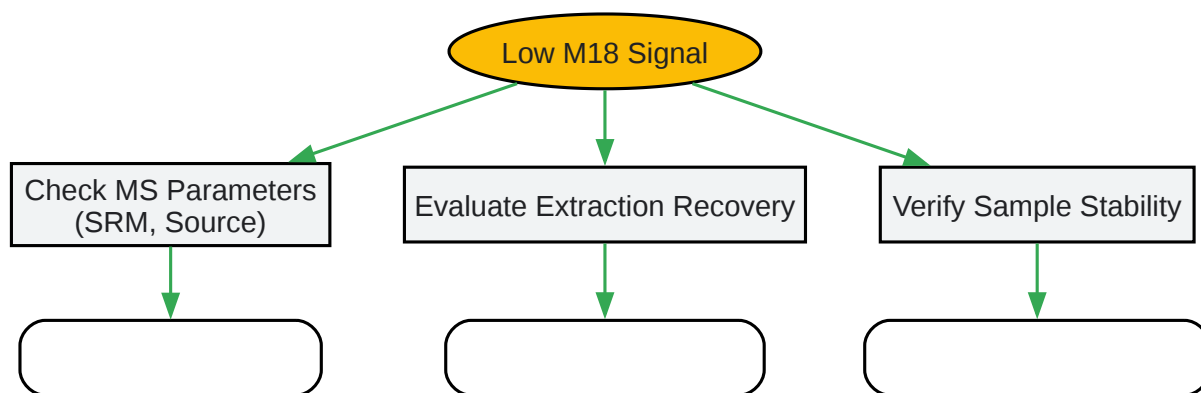 Low M18 Signal
Check MS Parameters
(SRM, Source)
Evaluate Extraction Recovery
Verify Sample Stability